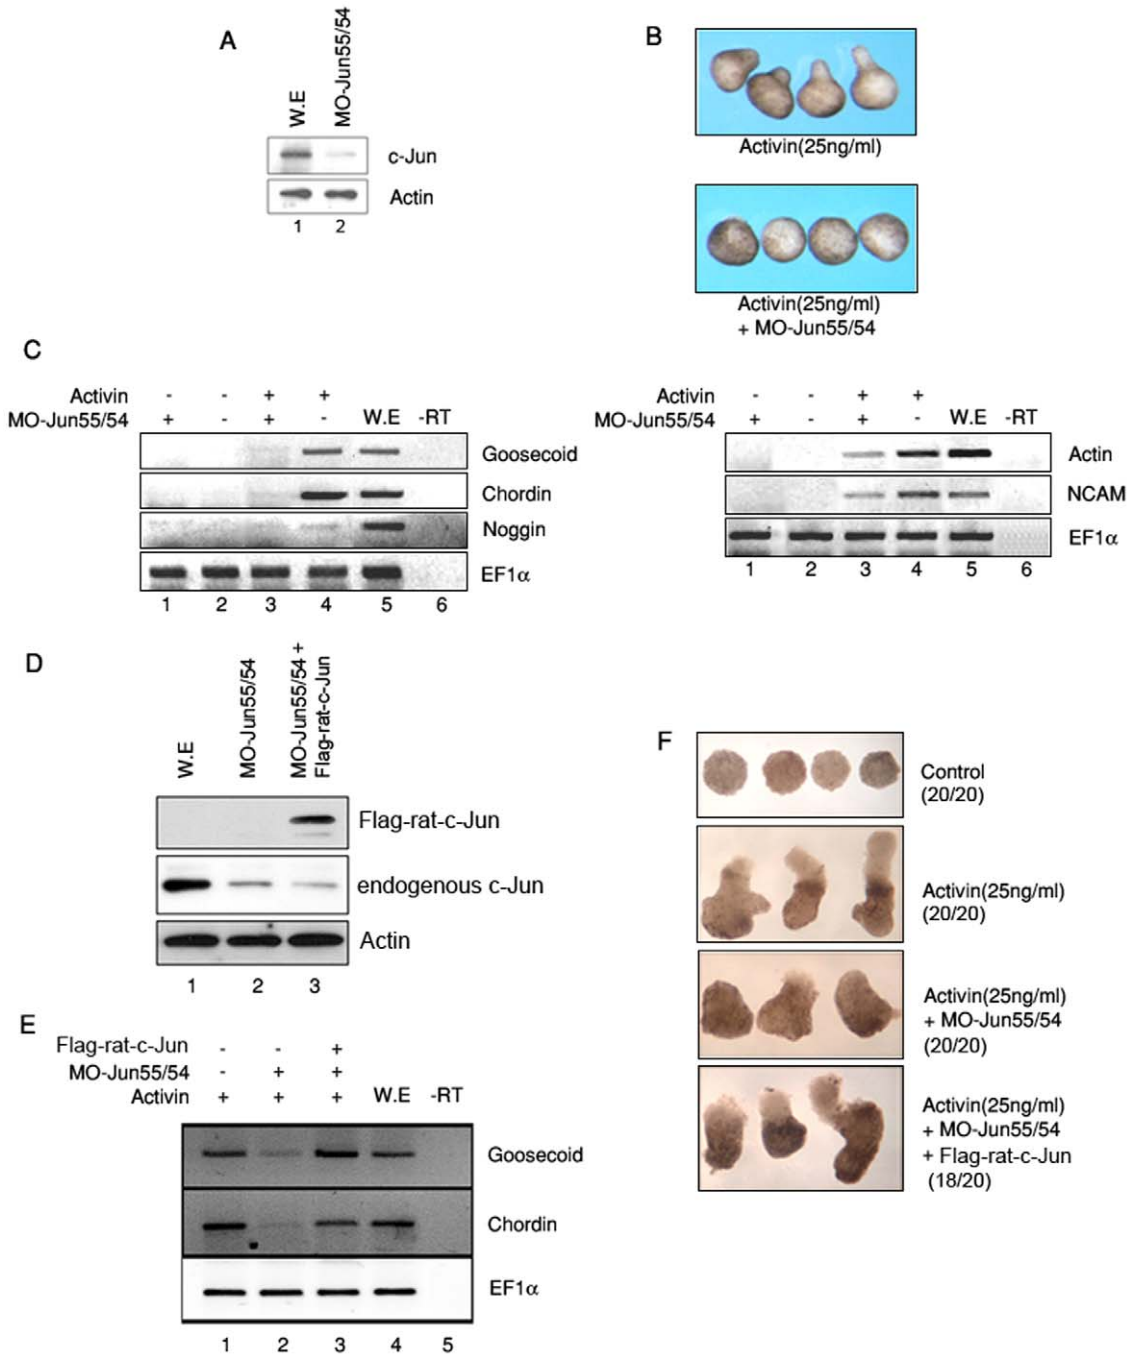 A
W.E
MO-Jun55/54
c-Jun
Actin
1 2
B
Activin(25ng/ml)
Activin(25ng/ml)
+ MO-Jun55/54
C
Activin - - + +
MO-Jun55/54 + - + - W.E -RT
Goosecoid
Chordin
Noggin
EF1α
1 2 3 4 5 6
Activin - - + +
MO-Jun55/54 + - + - W.E -RT
Actin
NCAM
EF1α
1 2 3 4 5 6
D
W.E
MO-Jun55/54
MO-Jun55/54 +
Flag-rat-c-Jun
Flag-rat-c-Jun
endogenous c-Jun
Actin
1 2 3
E
Flag-rat-c-Jun - - +
MO-Jun55/54 - + +
Activin + + + W.E -RT
Goosecoid
Chordin
EF1α
1 2 3 4 5
F
Control
(20/20)
Activin(25ng/ml)
(20/20)
Activin(25ng/ml)
+ MO-Jun55/54
(20/20)
Activin(25ng/ml)
+ MO-Jun55/54
+ Flag-rat-c-Jun
(18/20)